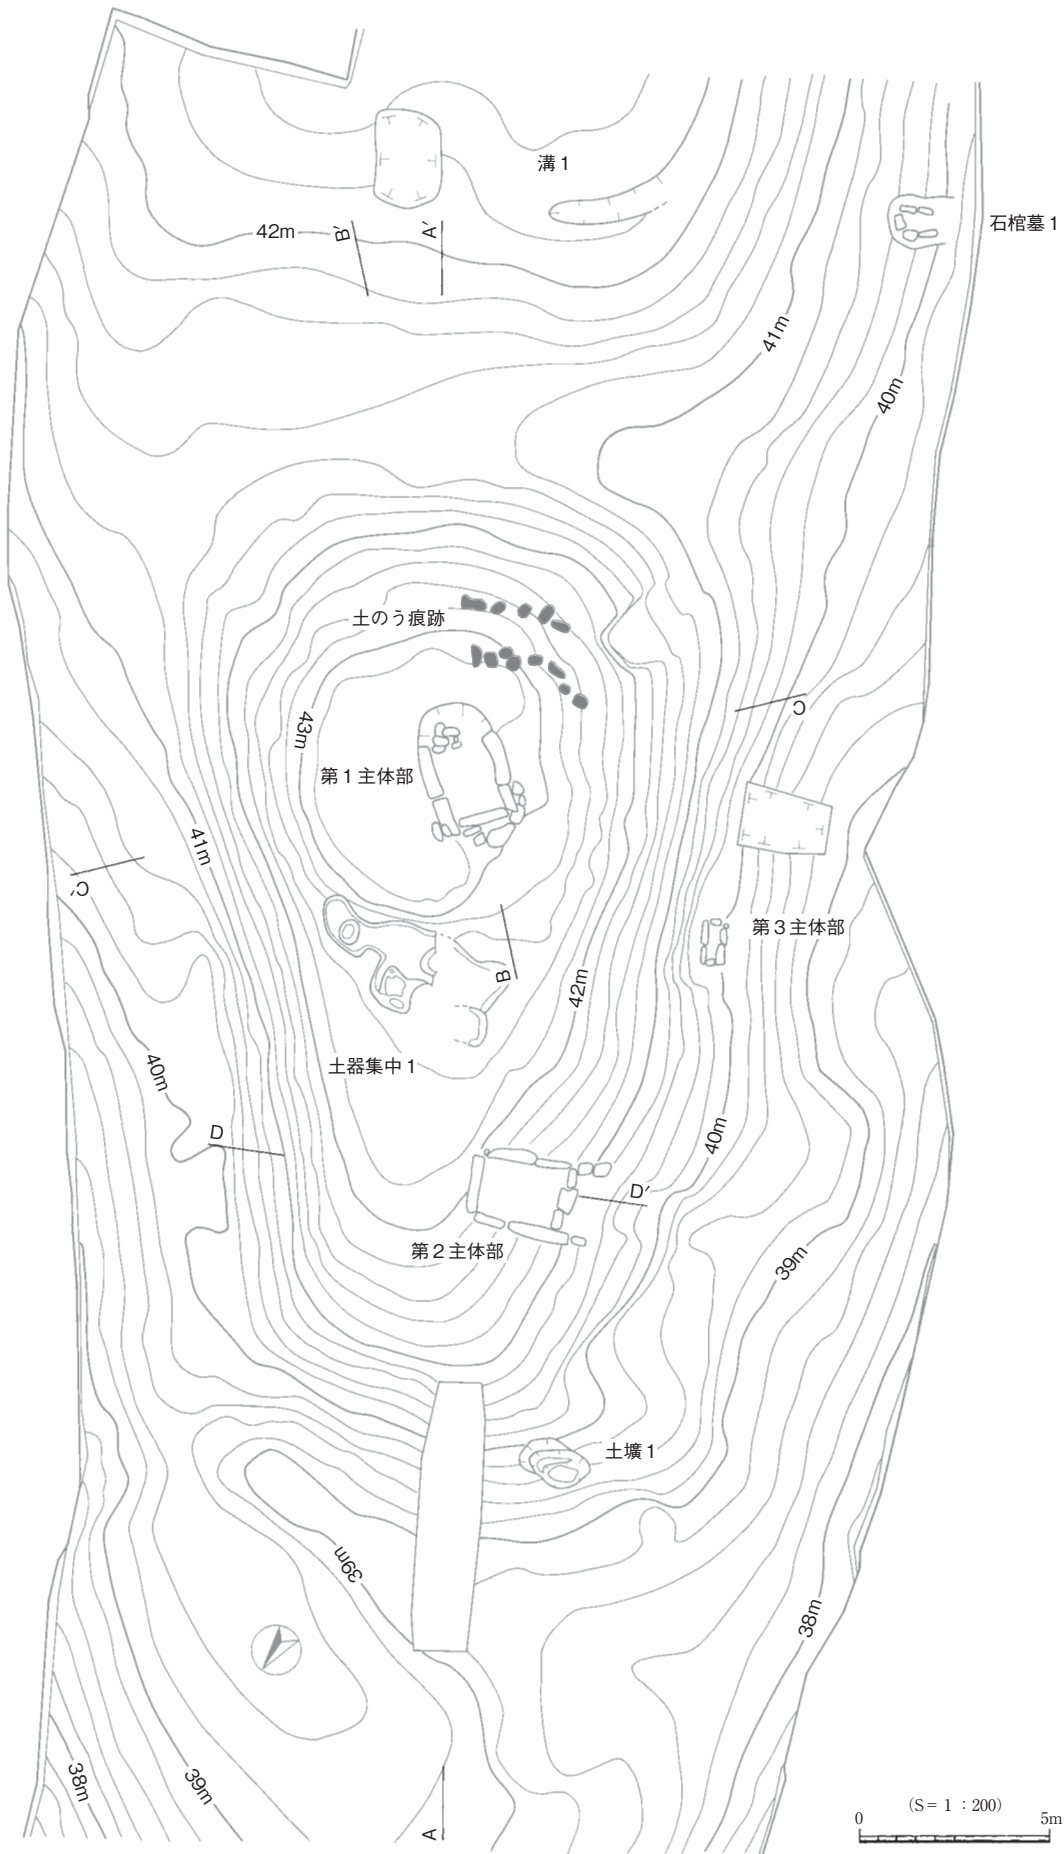 溝1
石棺墓1
42m
B′
A′
41m
40m
土のう痕跡
43m
第1主体部
C
41m
C′
第3主体部
B
42m
土器集中1
40m
D
40m
D′
第2主体部
39m
土壙1
39m
38m
38m
39m
A
(S=1:200)
0
5m